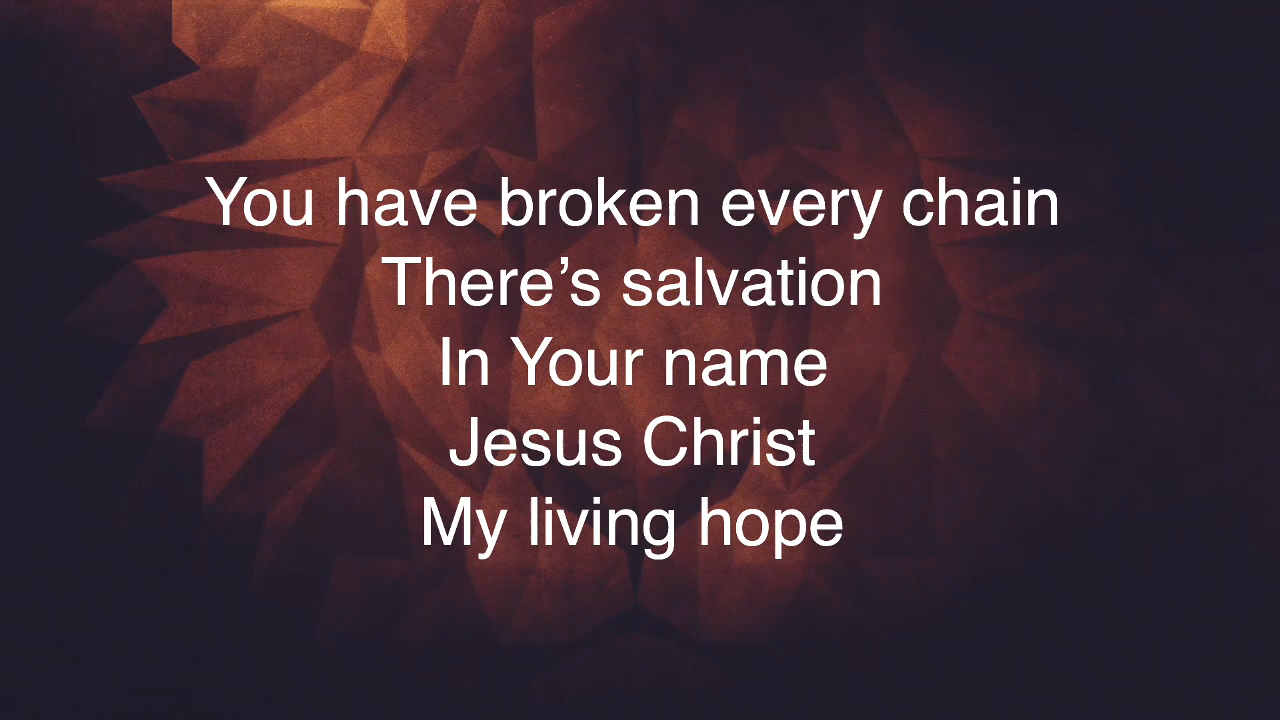 You have broken every chain
There’s salvation
In Your name
Jesus Christ
My living hope